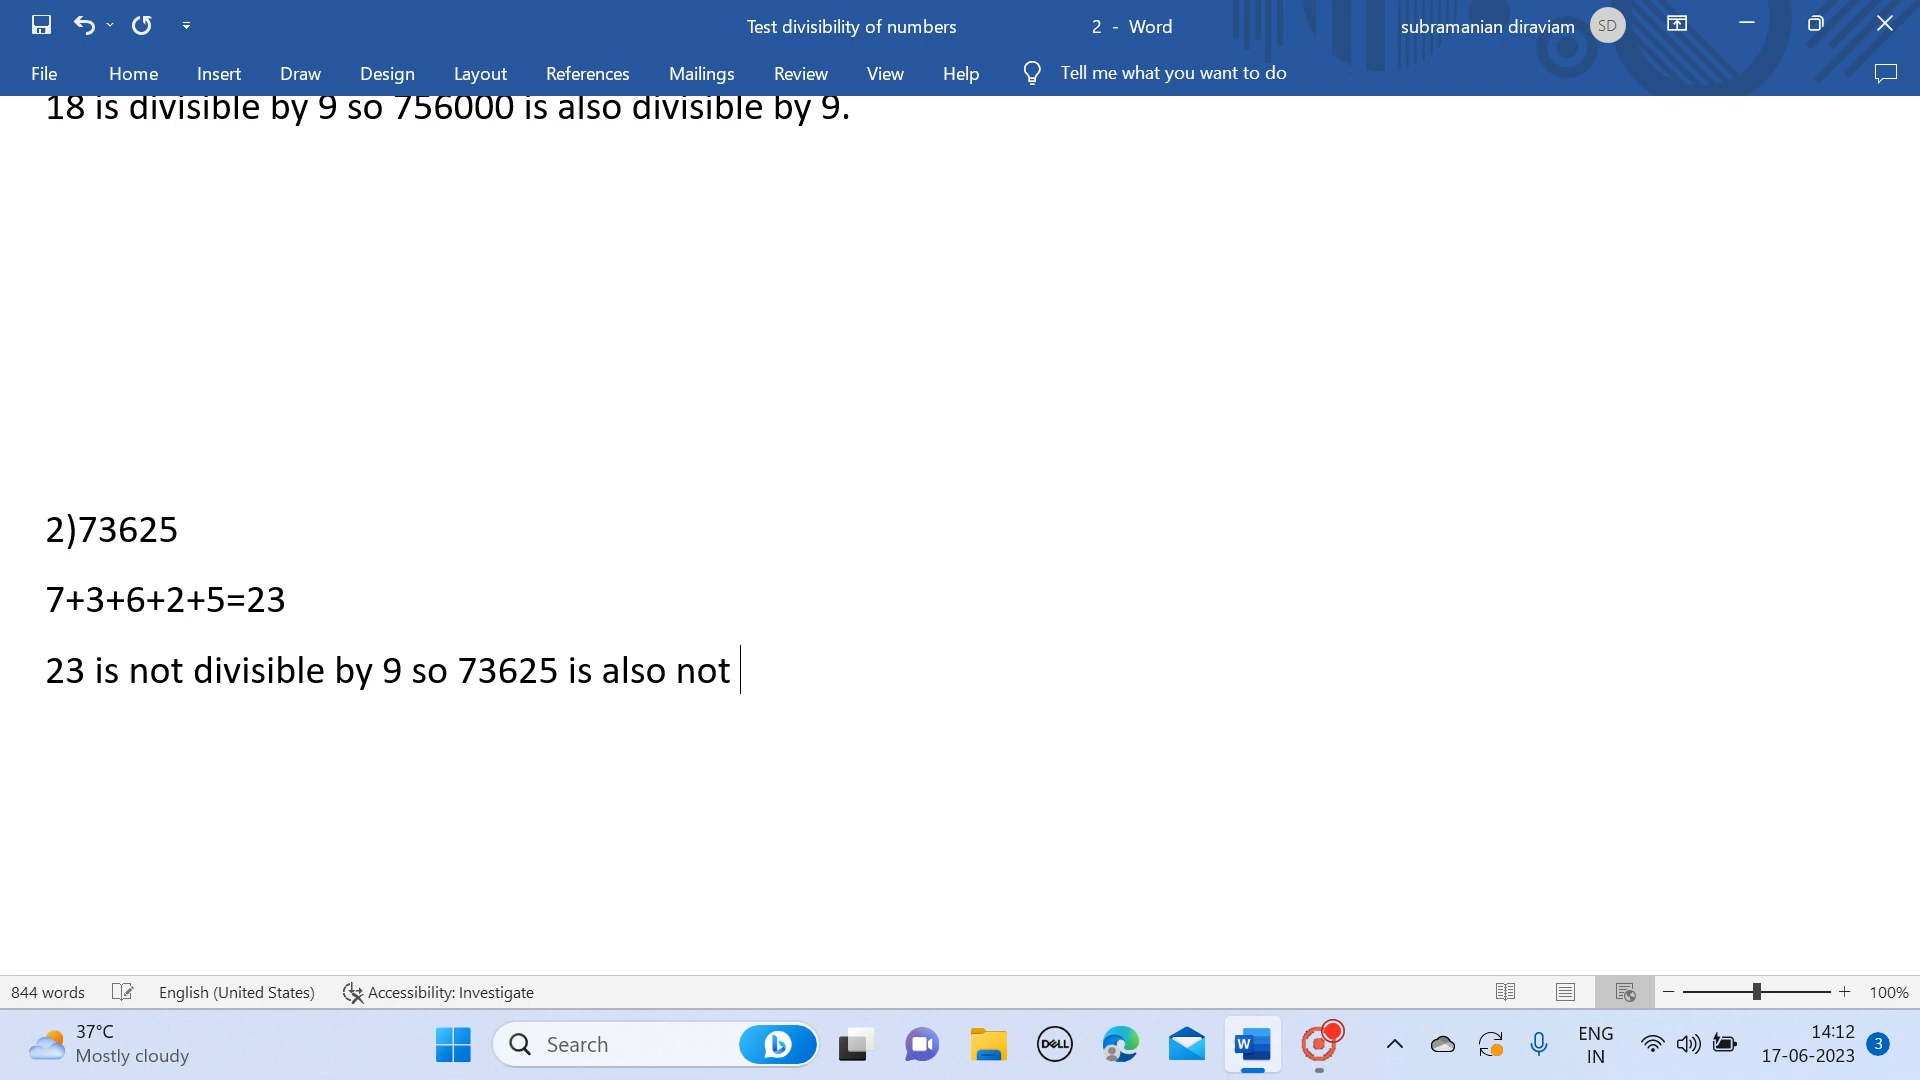 Test divisibility of numbers 2 - Word subramanian diraviam SD
File Home Insert Draw Design Layout References Mailings Review View Help Tell me what you want to do
18 is divisible by 9 so 756000 is also divisible by 9.
2)73625
7+3+6+2+5=23
23 is not divisible by 9 so 73625 is also not
844 words English (United States) Accessibility: Investigate 100%
37°C
Mostly cloudy
Search
DELL
W
ENG
IN
14:12
17-06-2023
3